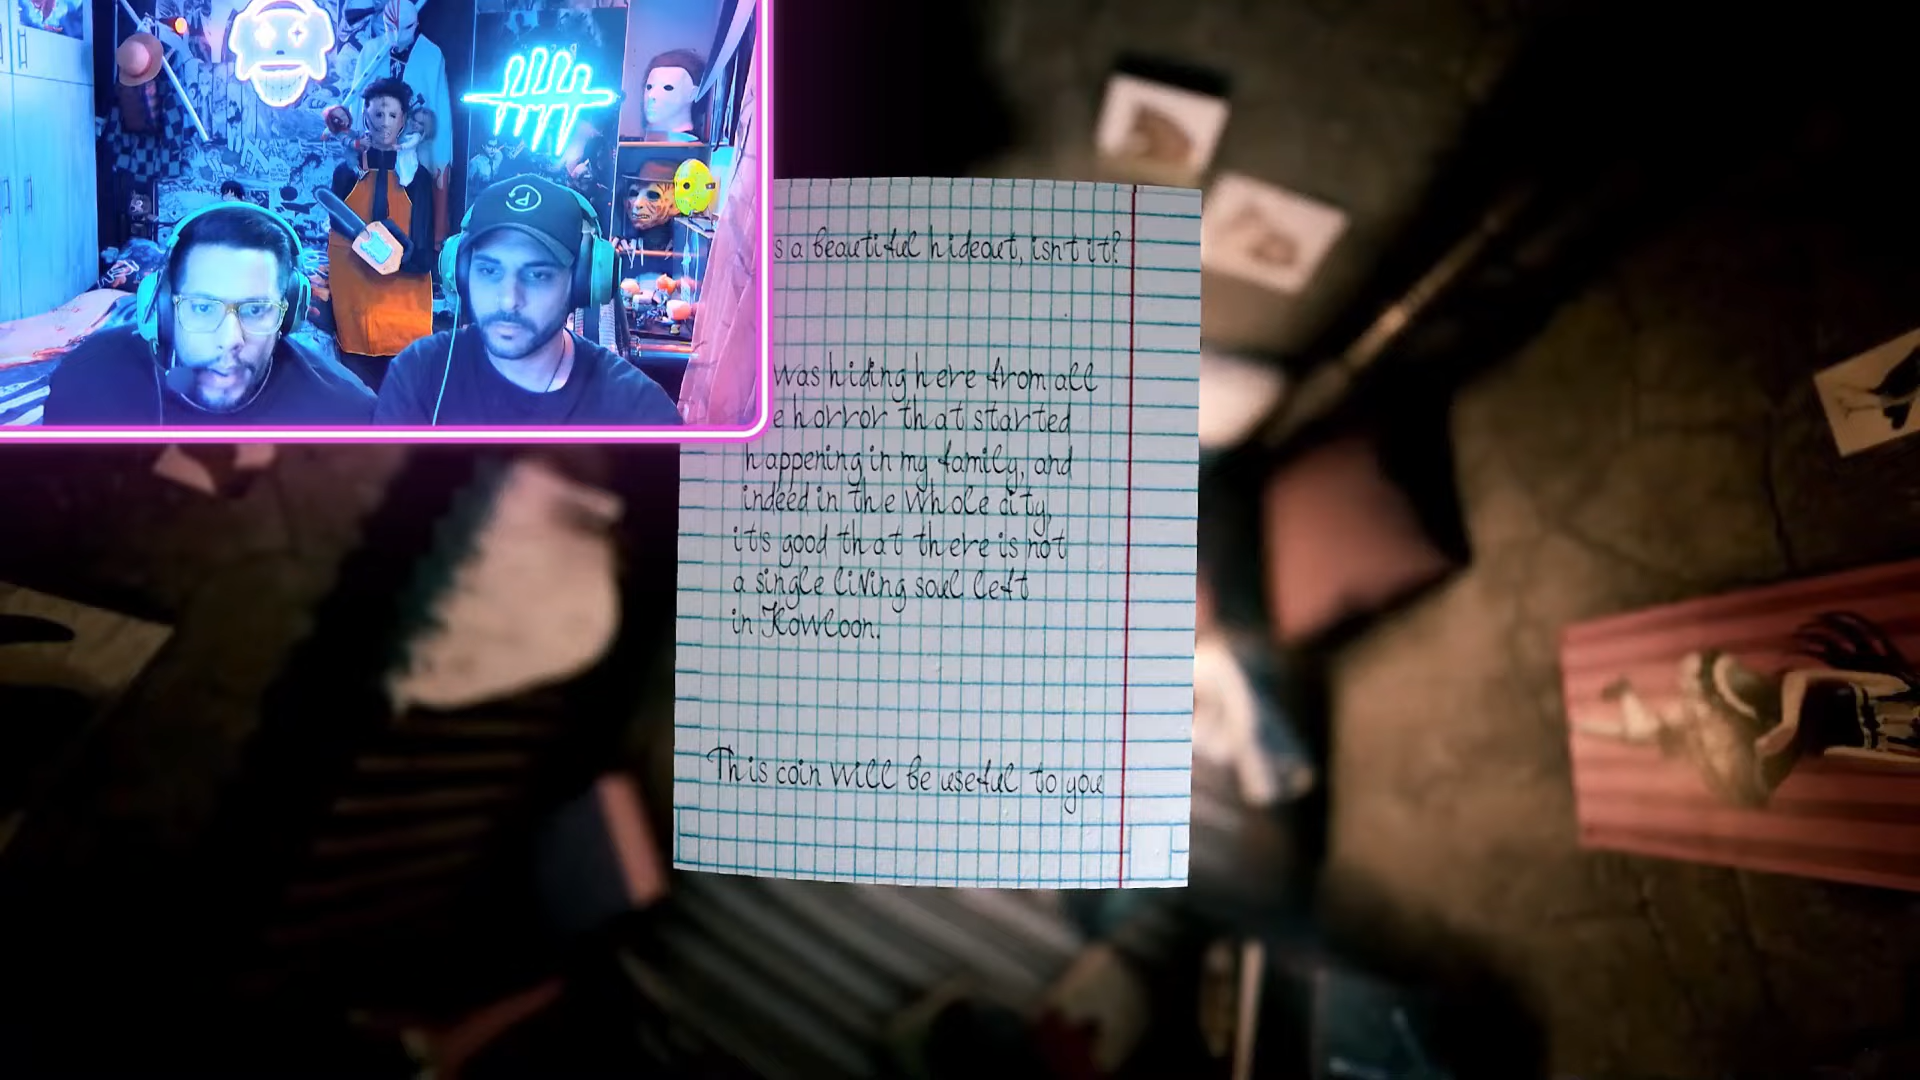 s a beautiful hideout, isn't it?
was hiding here from all
e horror that started
happening in my family, and
indeed in the whole city,
it's good that there is not
a single living soul left
in Kowloon.
This coin will be useful to you